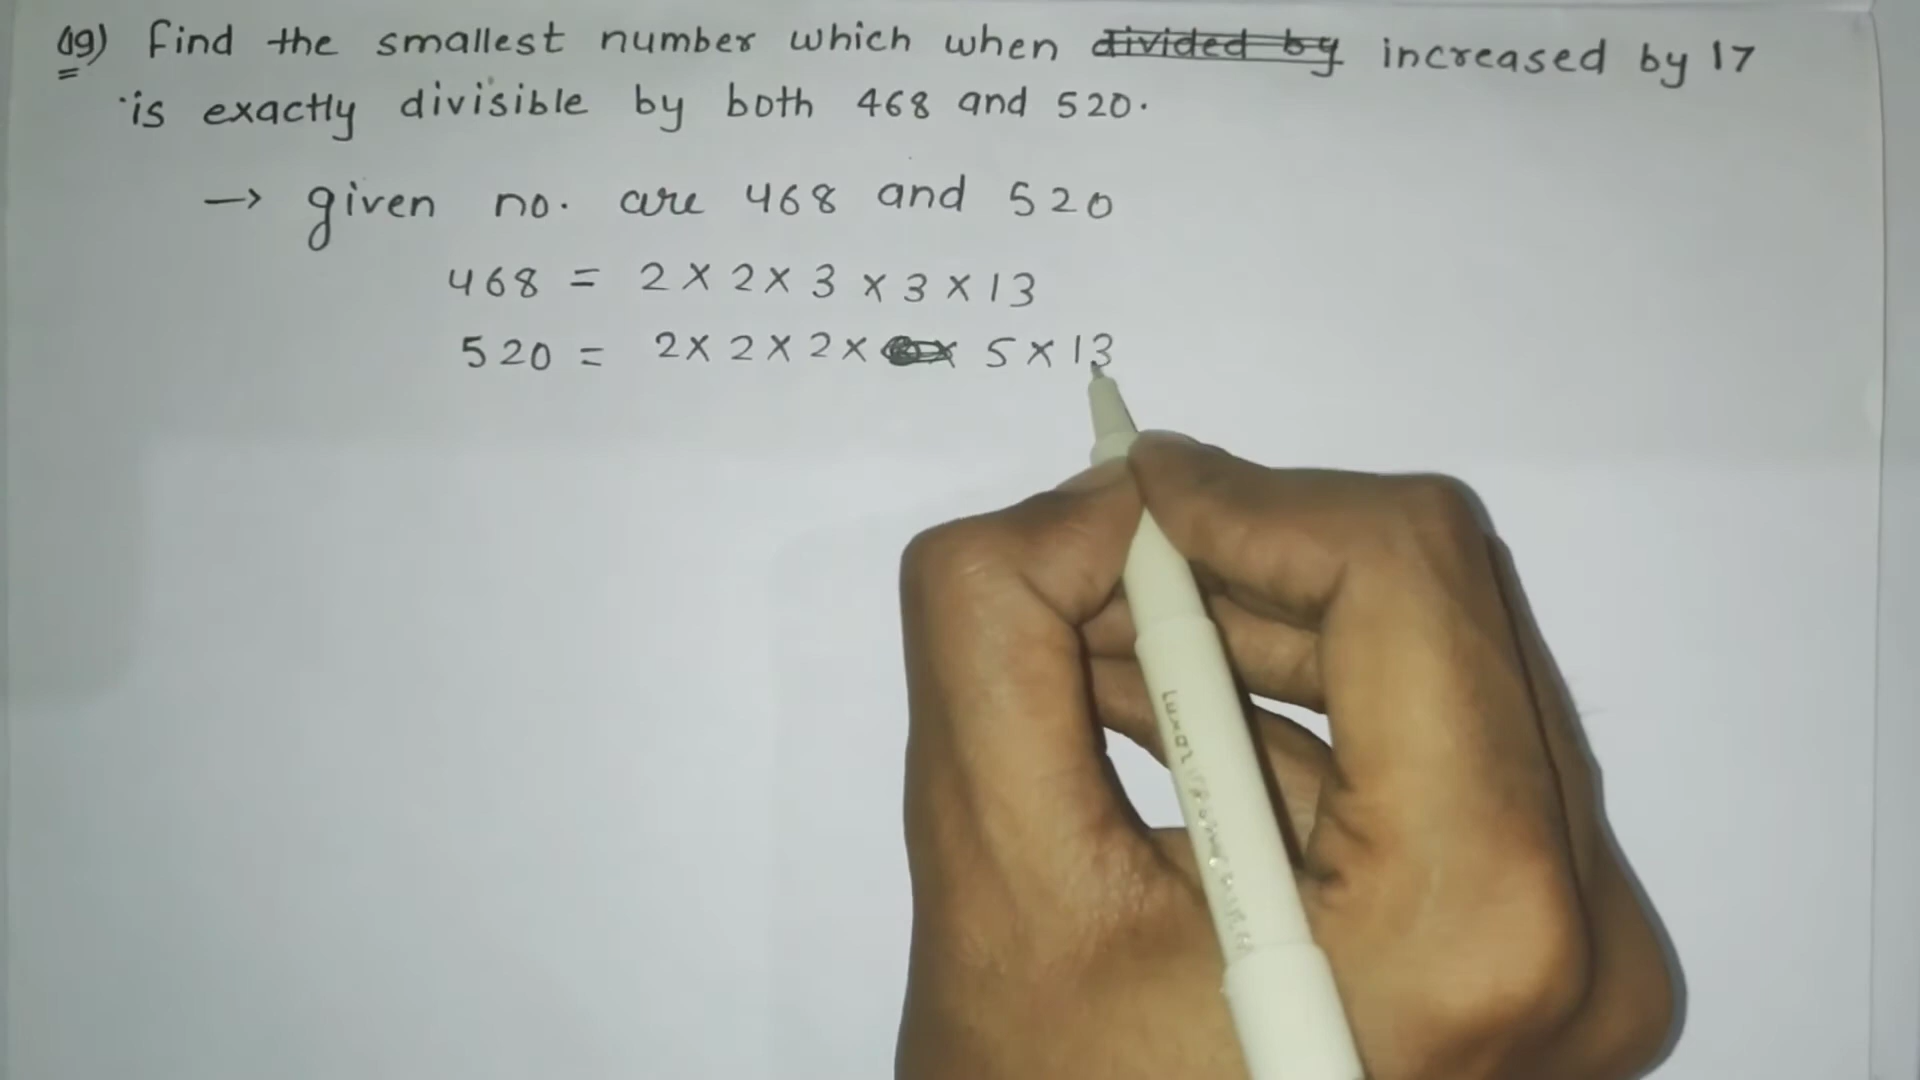 19) find the smallest number which when divided by increased by 17
is exactly divisible by both 468 and 520.
→ given no. are 468 and 520
468 = 2 × 2 × 3 × 3 × 13
520 = 2 × 2 × 2 × 5 × 13
Luxor